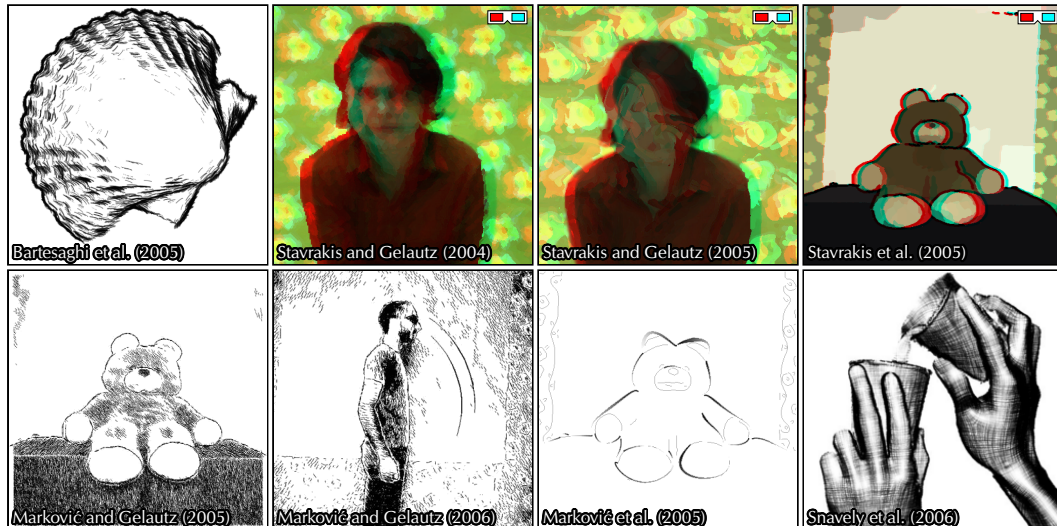 Bartesaghi et al. (2005)
Stavrakis and Gelautz (2004)
Stavrakis and Gelautz (2005)
Stavrakis et al. (2005)
Marković and Gelautz (2005)
Marković and Gelautz (2006)
Marković et al. (2005)
Snavely et al. (2006)